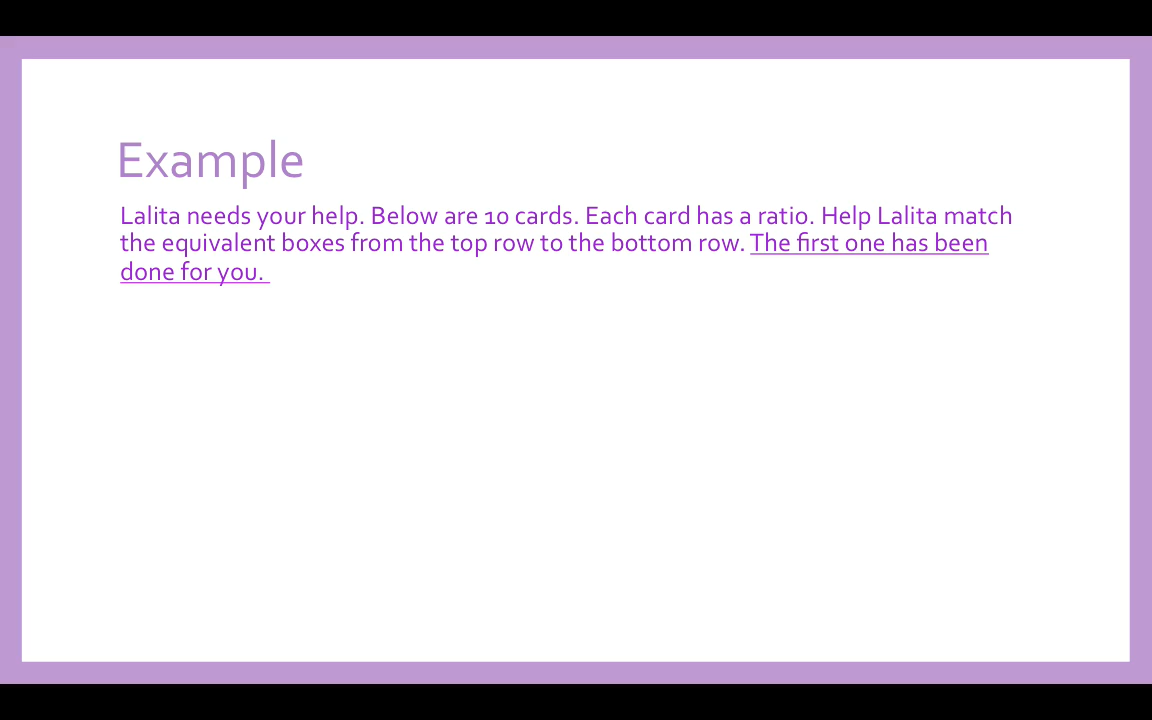 Example
Lalita needs your help. Below are 10 cards. Each card has a ratio. Help Lalita match
the equivalent boxes from the top row to the bottom row. The first one has been
done for you.